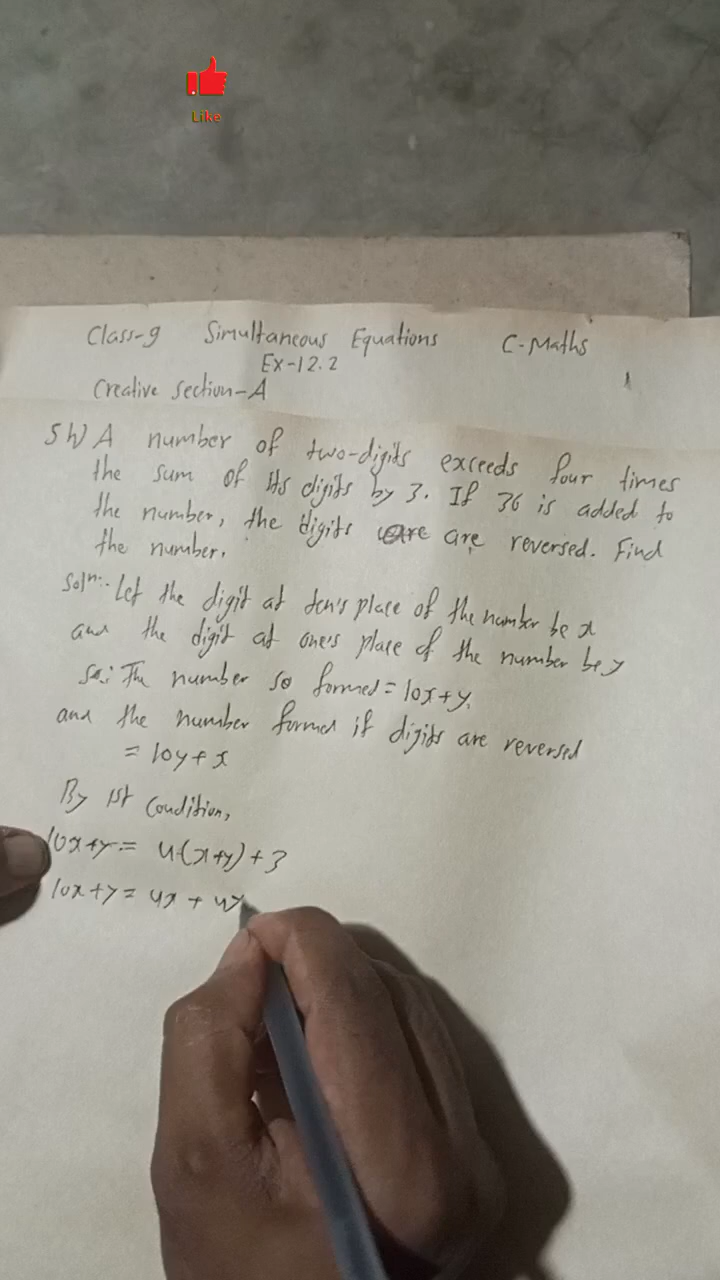 Like
Class-9 Simultaneous Equations C-Maths
Ex-12.2
Creative Section-A
5(b) A number of two-digits exceeds four times
the sum of its digits by 3. If 36 is added to
the number, the digits are are reversed. Find
the number.
Solⁿ:- Let the digit at ten's place of the number be x
and the digit at one's place of the number be y
So: The number so formed = 10x+y,
and the number formed if digits are reversed
= 10y+x
By 1st Condition,
10x+y = 4(x+y)+3
10x+y = 4x + 4y